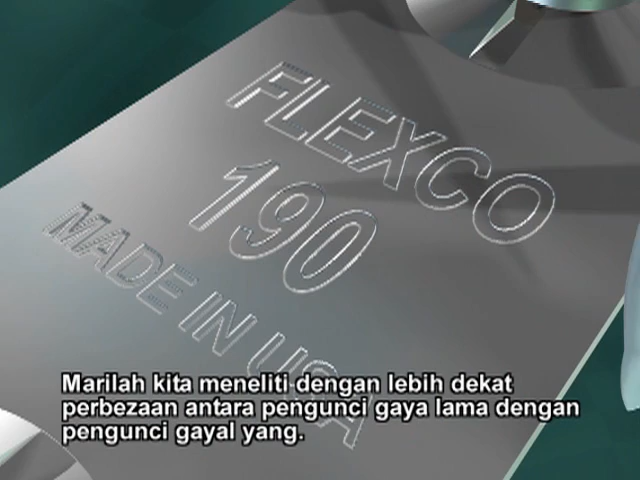 FLEXCO
190
MADE IN USA
Marilah kita meneliti dengan lebih dekat
perbezaan antara pengunci gaya lama dengan
pengunci gayal yang.